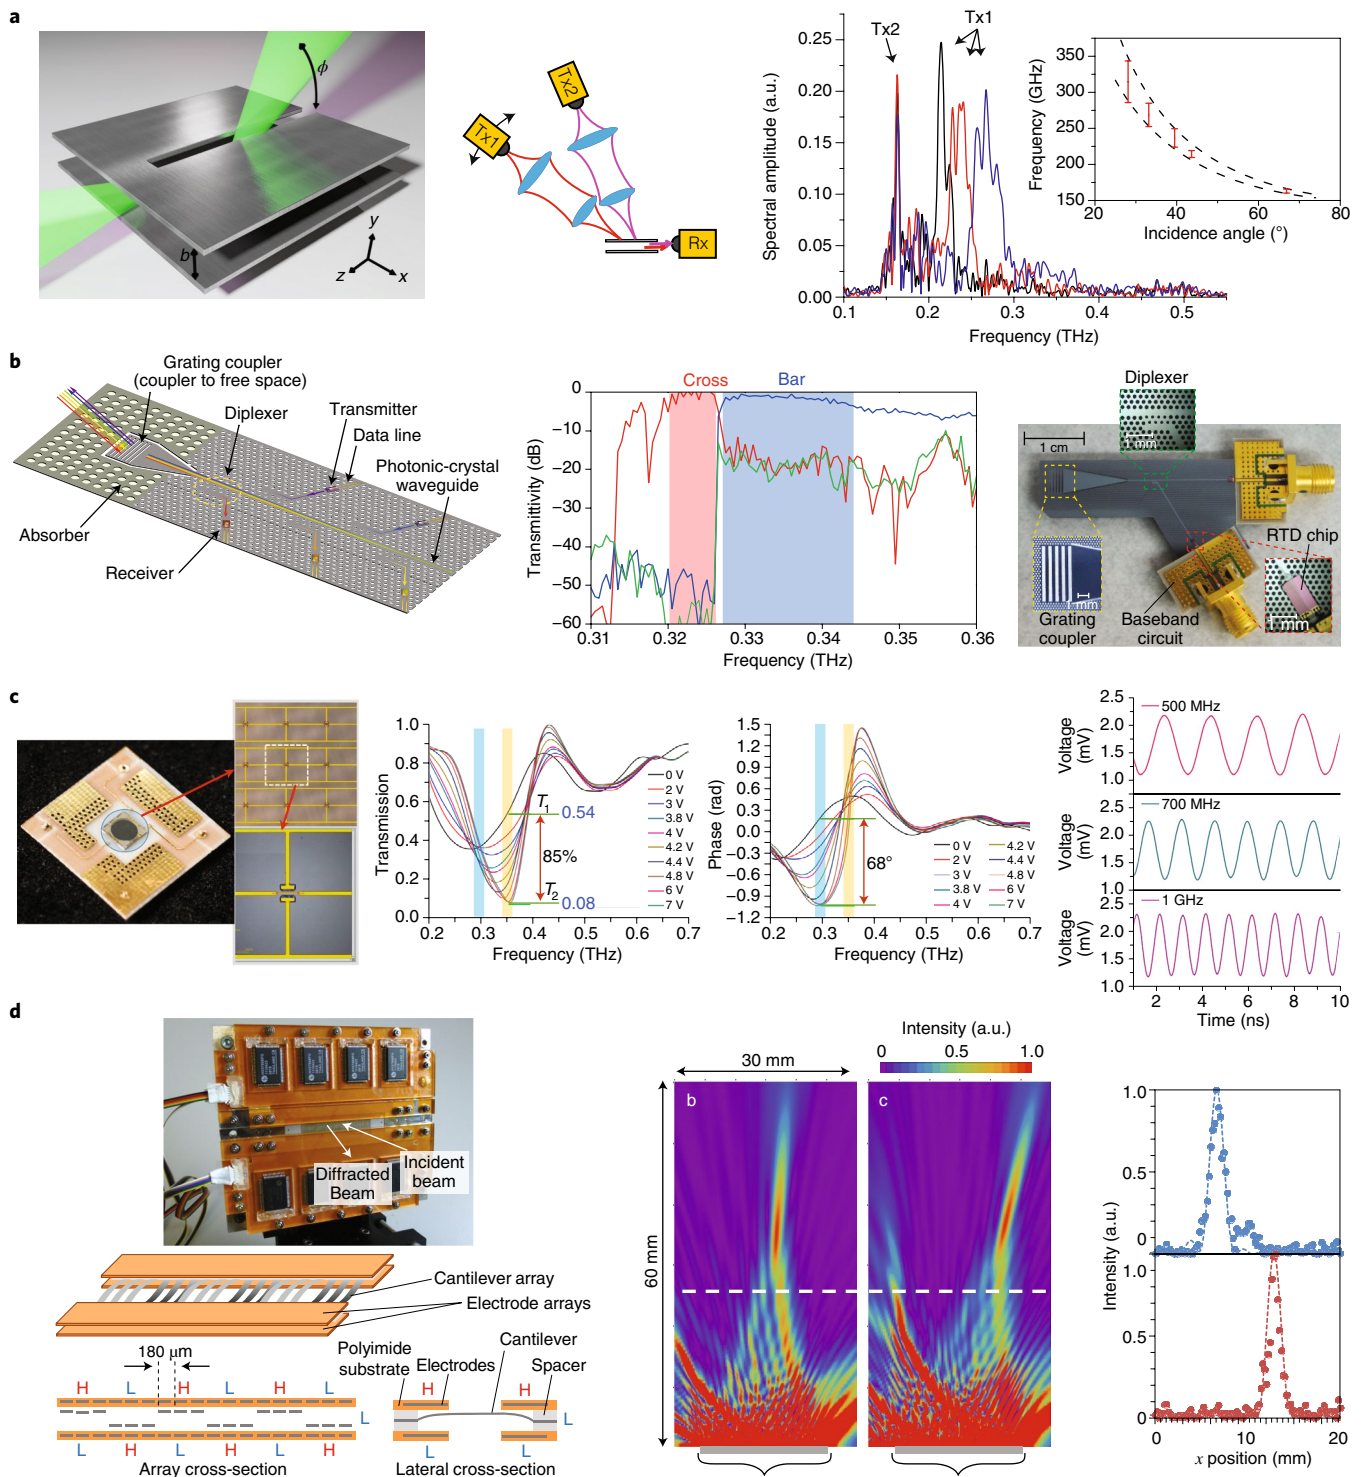 a
ϕ
b
y
z
x
Tx1
Tx2
Rx
Spectral amplitude (a.u.)
0.25
0.20
0.15
0.10
0.05
0.00
Tx2
Tx1
0.1
0.2
0.3
0.4
0.5
Frequency (THz)
Frequency (GHz)
350
300
250
200
150
20
40
60
80
Incidence angle (°)
b
Grating coupler
(coupler to free space)
Diplexer
Transmitter
Data line
Photonic-crystal
waveguide
Absorber
Receiver
Cross
Bar
Transmittivity (dB)
0
−10
−20
−30
−40
−50
−60
0.31
0.32
0.33
0.34
0.35
0.36
Frequency (THz)
Diplexer
1 cm
1 mm
RTD chip
1 mm
1 mm
Grating
coupler
Baseband
circuit
c
Transmission
1.0
0.8
0.6
0.4
0.2
0.0
T1
0.54
85%
T2
0.08
0 V
2 V
3 V
3.8 V
4 V
4.2 V
4.4 V
4.8 V
6 V
7 V
0.2
0.3
0.4
0.5
0.6
0.7
Frequency (THz)
Phase (rad)
1.5
1.2
0.9
0.6
0.3
0.0
−0.3
−0.6
−0.9
−1.2
68°
0 V
4.2 V
2 V
4.4 V
3 V
4.8 V
3.8 V
6 V
4 V
7 V
0.2
0.3
0.4
0.5
0.6
0.7
Frequency (THz)
Voltage
(mV)
2.5
2.0
1.5
1.0
500 MHz
Voltage
(mV)
2.5
2.0
1.5
1.0
700 MHz
Voltage
(mV)
2.5
2.0
1.5
1.0
1 GHz
2
4
6
8
10
Time (ns)
d
Diffracted
Beam
Incident
beam
Cantilever array
Electrode arrays
180 μm
H L H L H L
L H L H L H
Array cross-section
Polyimide
substrate
Electrodes
Cantilever
Spacer
H
H
L
L
L
Lateral cross-section
Intensity (a.u.)
0
0.5
1.0
30 mm
60 mm
b
c
Intensity (a.u.)
1.0
0.5
0
1.0
0.5
0
0
10
20
x position (mm)